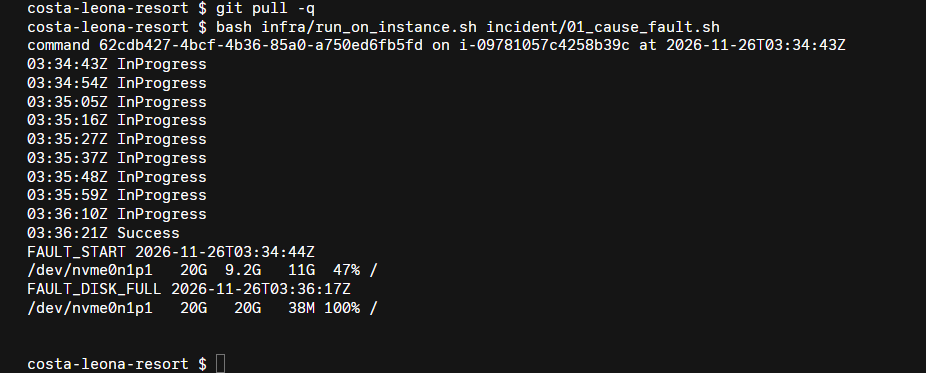 costa-leona-resort $ git pull -q
costa-leona-resort $ bash infra/run_on_instance.sh incident/01_cause_fault.sh
command 62cdb427-4bcf-4b36-85a0-a750ed6fb5fd on i-09781057c4258b39c at 2026-11-26T03:34:43Z
03:34:43Z InProgress
03:34:54Z InProgress
03:35:05Z InProgress
03:35:16Z InProgress
03:35:27Z InProgress
03:35:37Z InProgress
03:35:48Z InProgress
03:35:59Z InProgress
03:36:10Z InProgress
03:36:21Z Success
FAULT_START 2026-11-26T03:34:44Z
/dev/nvme0n1p1   20G  9.2G   11G  47% /
FAULT_DISK_FULL 2026-11-26T03:36:17Z
/dev/nvme0n1p1   20G   20G   38M 100% /
costa-leona-resort $